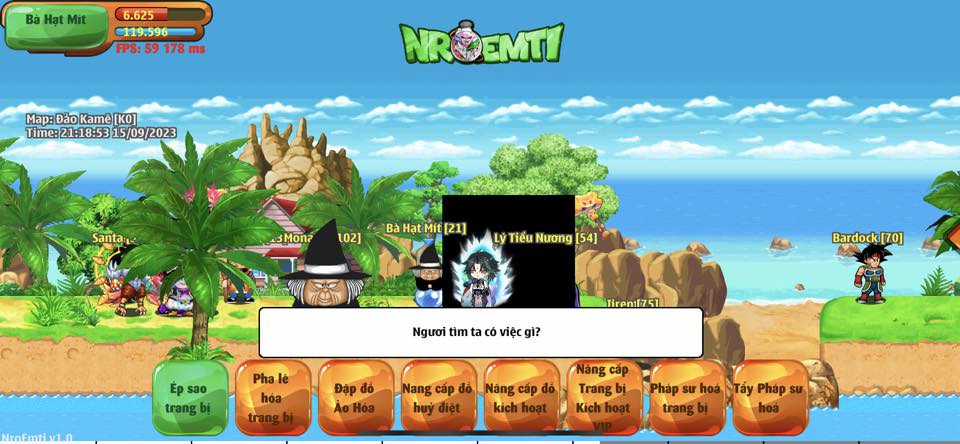 Bà Hạt Mít
6.625
119.596
FPS: 59 178 ms
NR EMTI
Map: Đảo Kamê [K0]
Time: 21:18:53 15/09/2023
Santa
Bà Hạt Mít [21]
Lý Tiểu Nương [54]
Bardock [70]
Jiren [75]
Ngươi tìm ta có việc gì?
Ép sao
trang bị
Pha lê
hóa
trang bị
Đập đồ
Ảo Hóa
Nang cấp đồ
huỷ diệt
Nâng cấp đồ
kích hoạt
Nâng cấp
Trang bị
Kích hoạt
VIP
Pháp sư hoá
trang bị
Tẩy Pháp sư
hoá
NroEmti v1.0